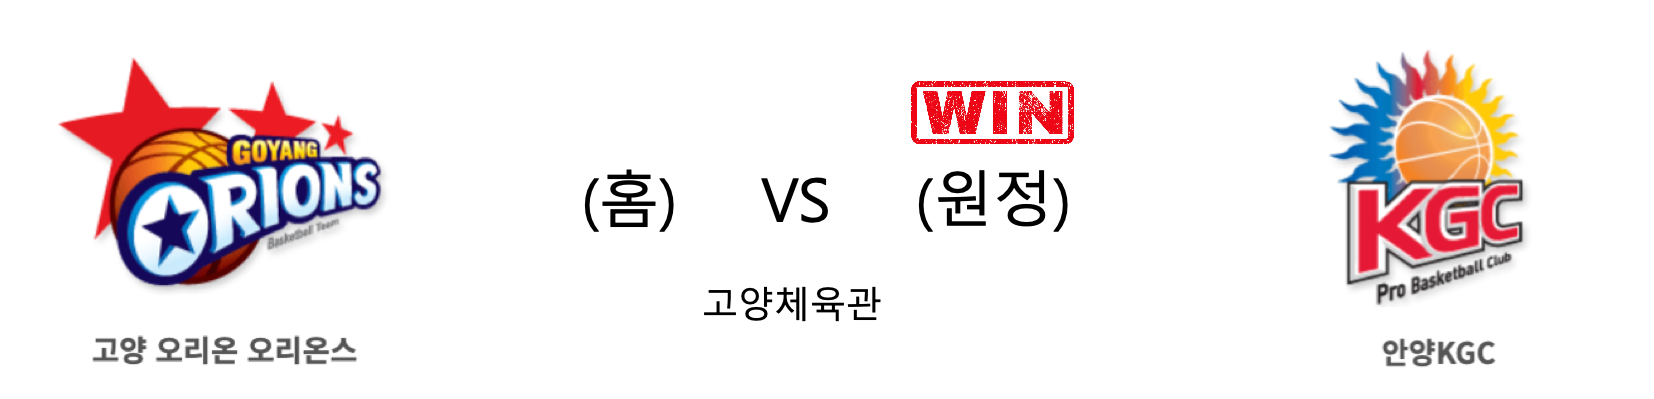 GOYANG
ORIONS
Basketball Team
고양 오리온 오리온스
WIN
(홈) VS (원정)
고양체육관
KGC
Pro Basketball Club
안양KGC